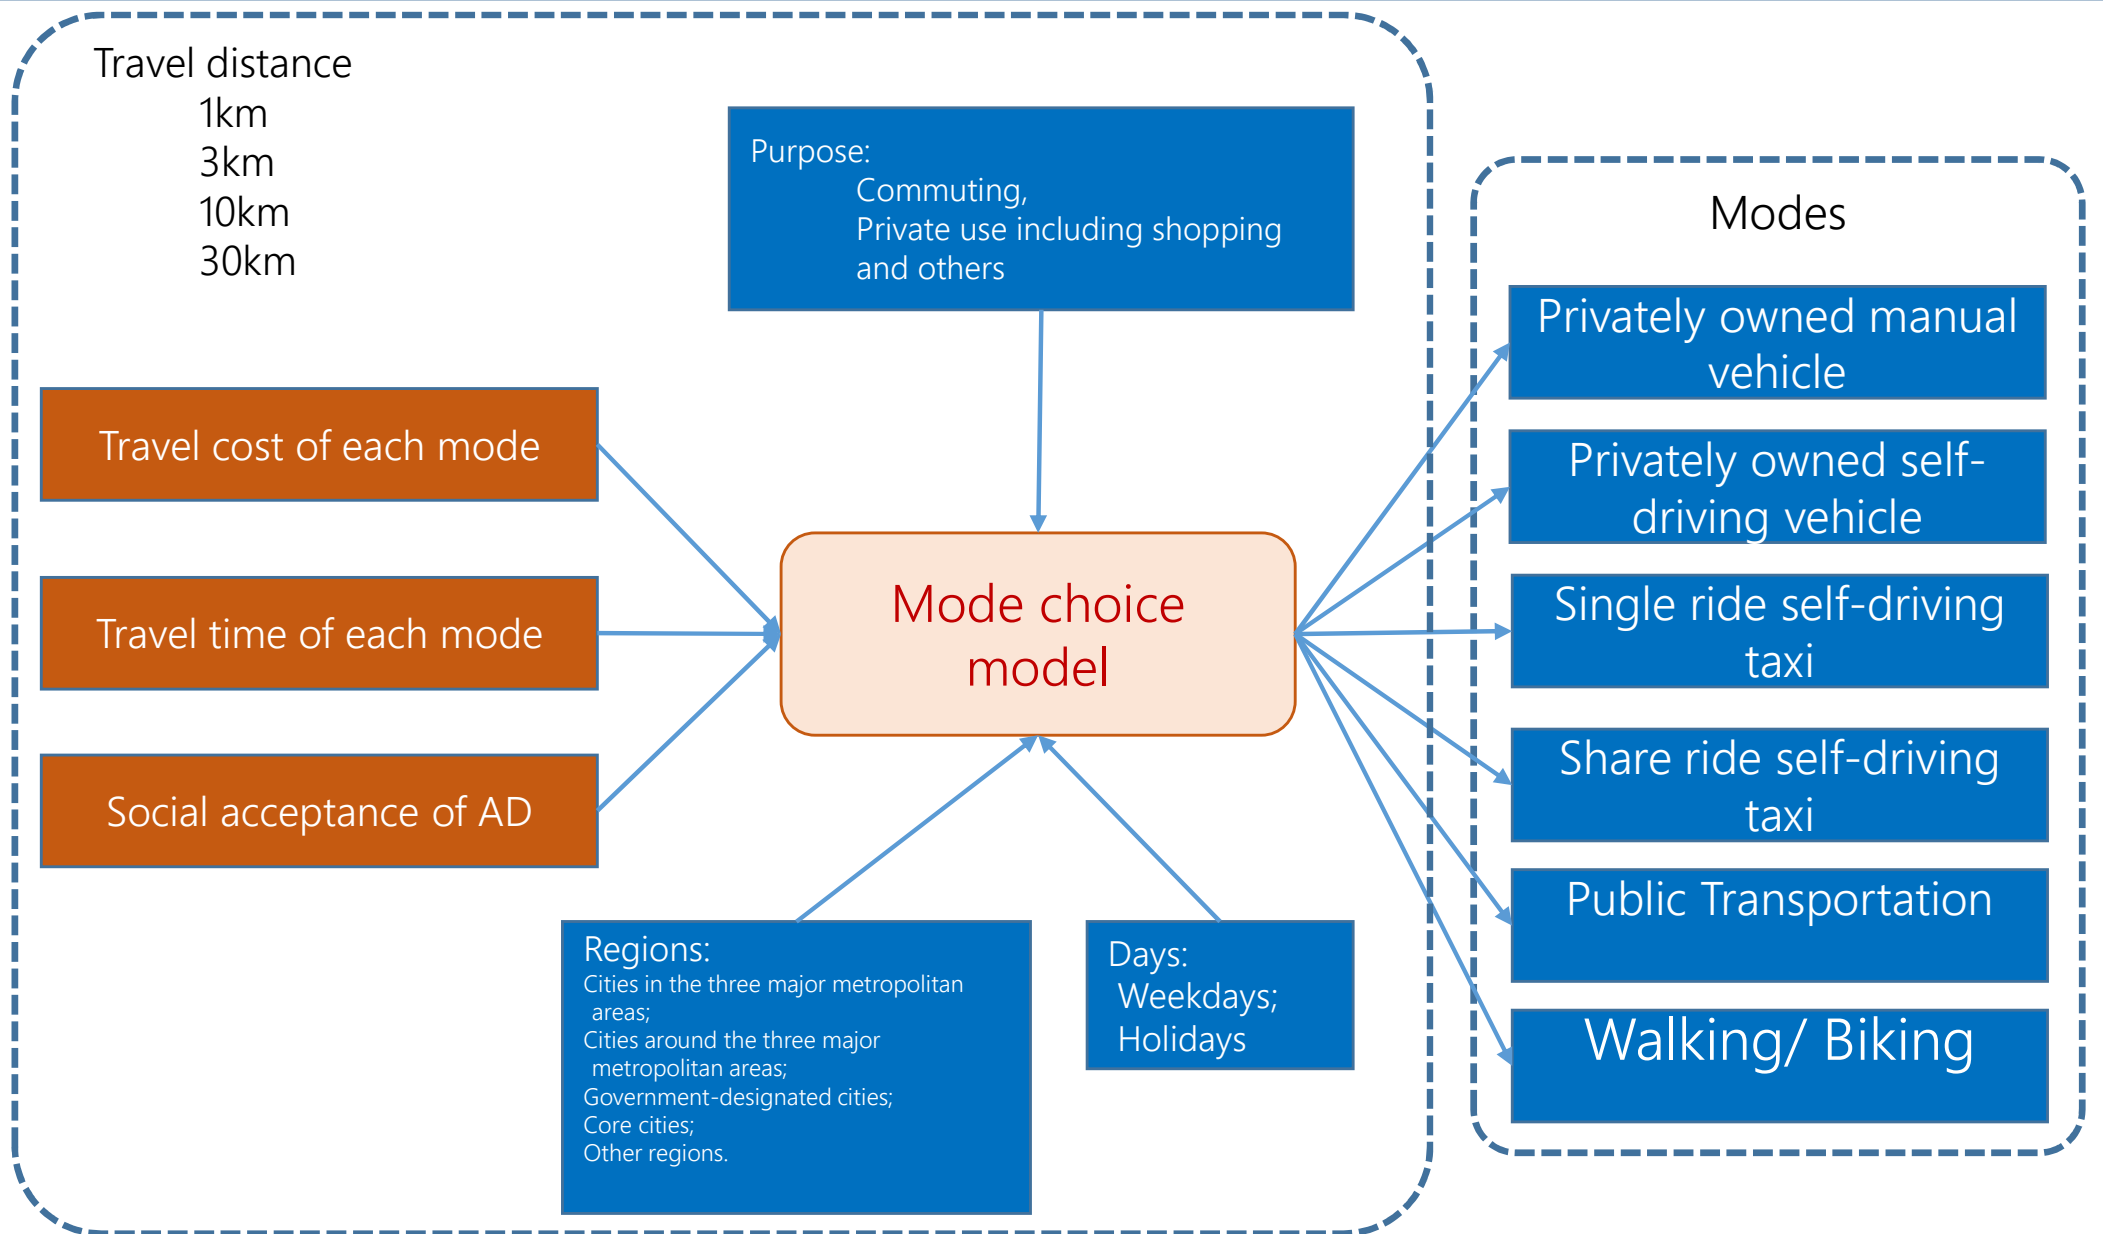 Travel distance
1km
3km
10km
30km
Purpose:
Commuting,
Private use including shopping
and others
Travel cost of each mode
Travel time of each mode
Social acceptance of AD
Mode choice
model
Regions:
Cities in the three major metropolitan
areas;
Cities around the three major
metropolitan areas;
Government-designated cities;
Core cities;
Other regions.
Days:
Weekdays;
Holidays
Modes
Privately owned manual
vehicle
Privately owned self-
driving vehicle
Single ride self-driving
taxi
Share ride self-driving
taxi
Public Transportation
Walking/ Biking